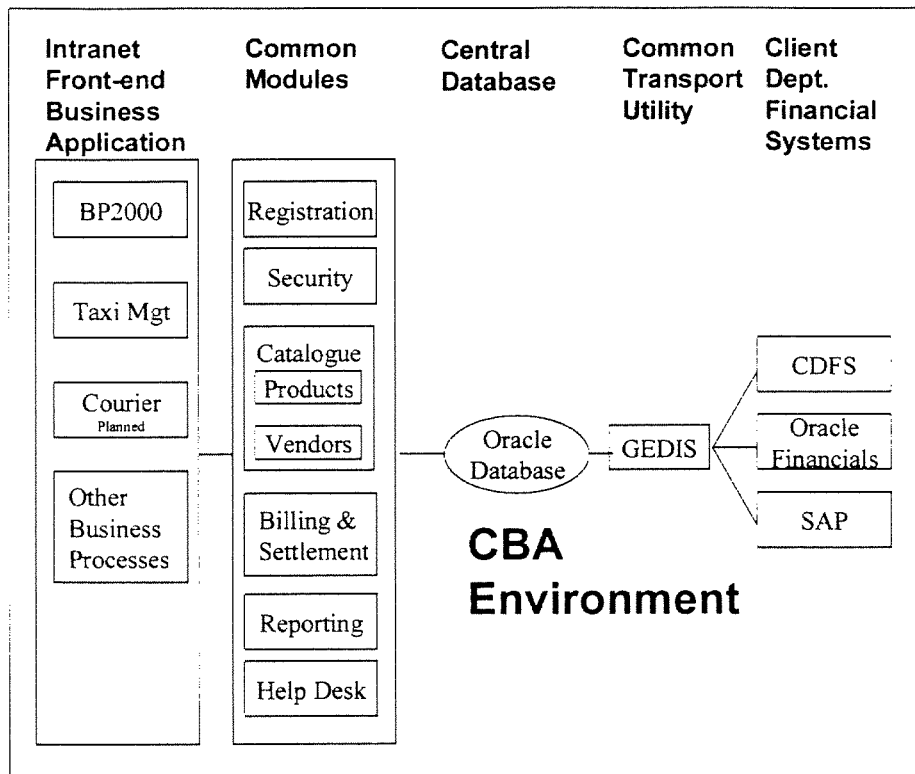 Intranet
Front-end
Business
Application
Common
Modules
Central
Database
Common
Transport
Utility
Client
Dept.
Financial
Systems
BP2000
Taxi Mgt
Courier
Planned
Other
Business
Processes
Registration
Security
Catalogue
Products
Vendors
Billing &
Settlement
Reporting
Help Desk
Oracle
Database
GEDIS
CDFS
Oracle
Financials
SAP
CBA
Environment